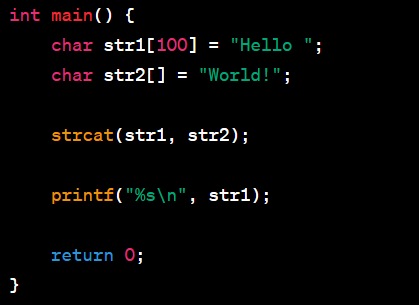 int main() {
    char str1[100] = "Hello ";
    char str2[] = "World!";

    strcat(str1, str2);

    printf("%s\n", str1);

    return 0;
}